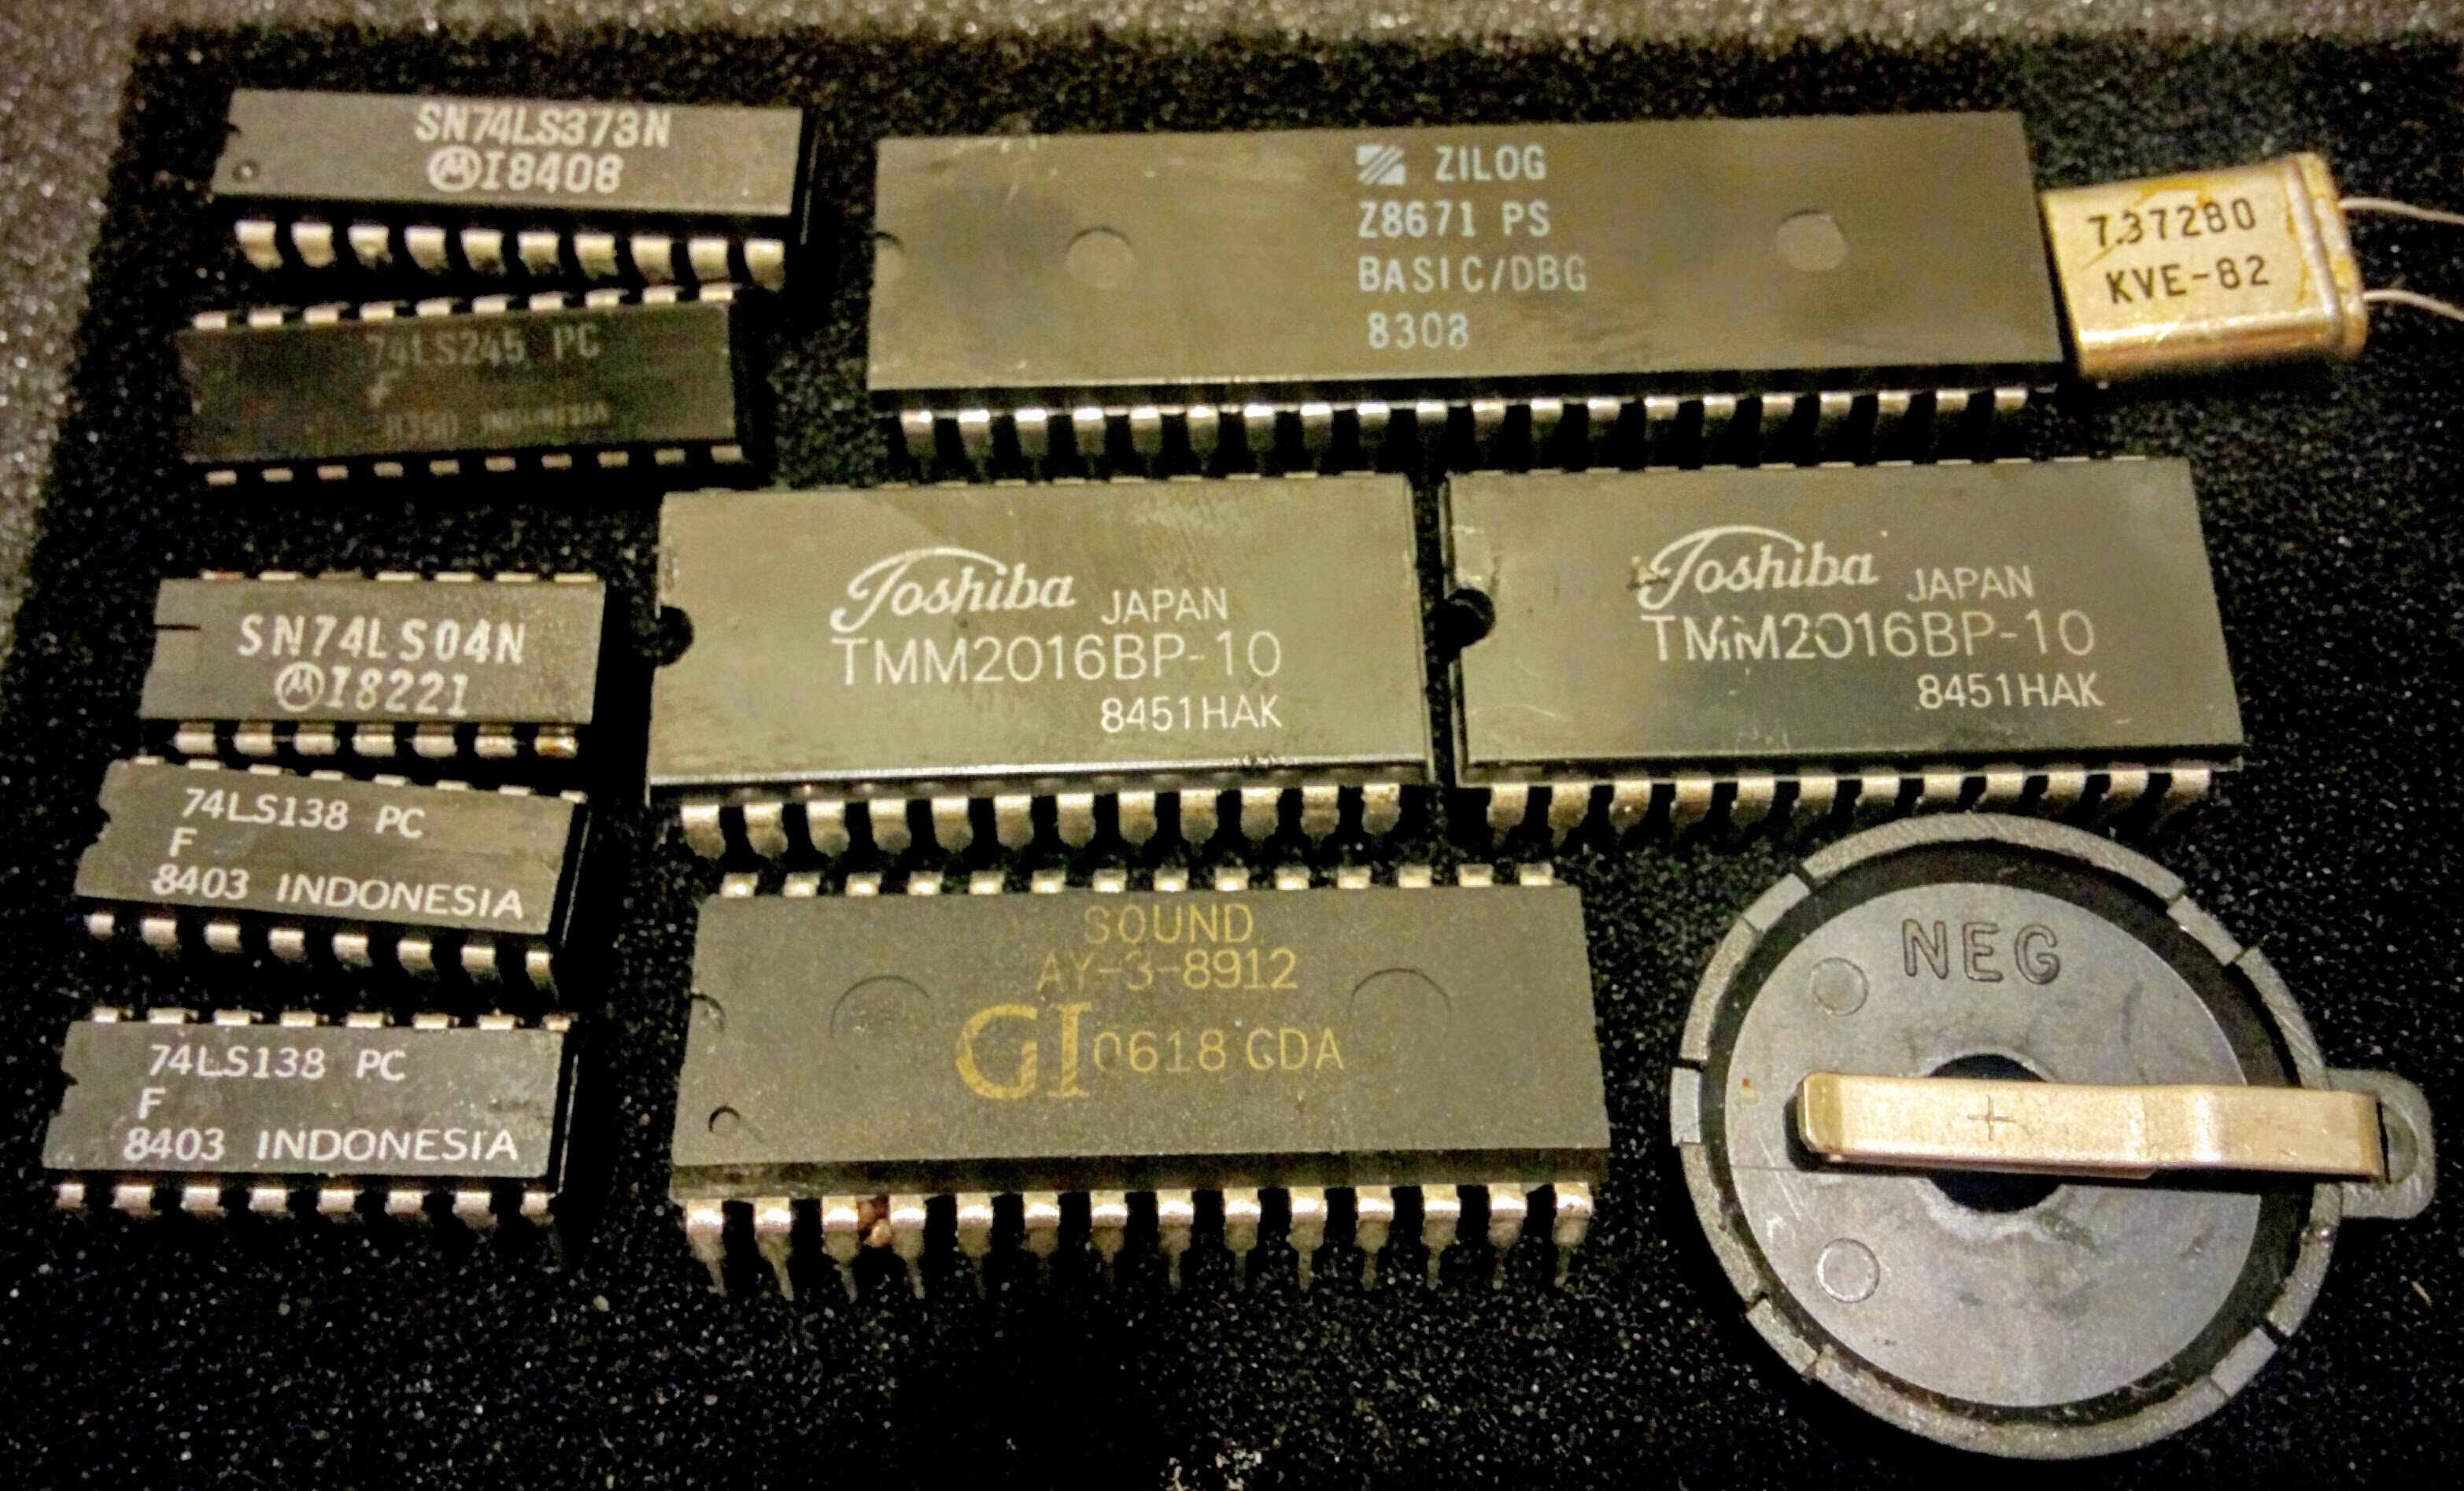 SN74LS373N
I8408
74LS245 PC
F
8350 INDONESIA
SN74LS04N
I8221
74LS138 PC
F
8403 INDONESIA
74LS138 PC
F
8403 INDONESIA
ZILOG
Z8671 PS
BASIC/DBG
8308
7.37280
KVE-82
Toshiba JAPAN
TMM2016BP-10
8451HAK
Toshiba JAPAN
TMM2016BP-10
8451HAK
SOUND
AY-3-8912
GI 0618 CDA
NEG
+